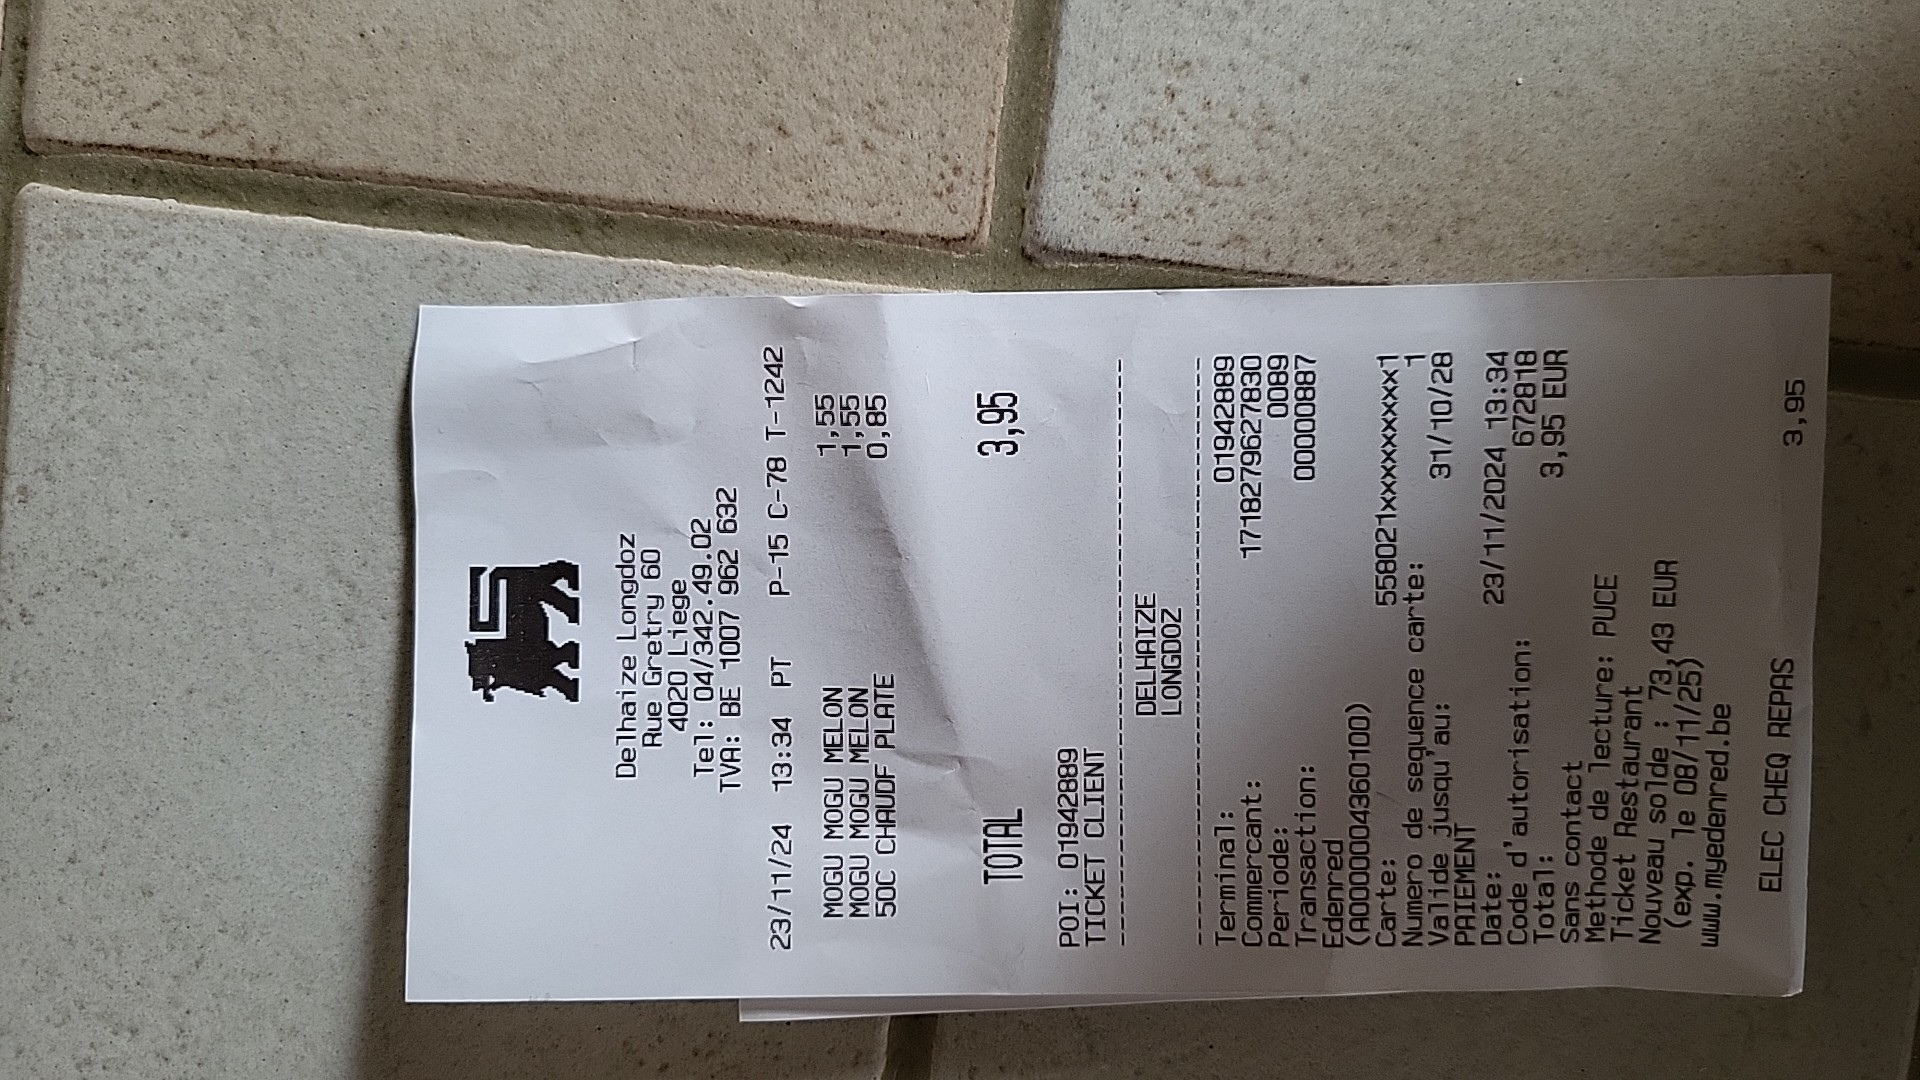 Delhaize Longdoz
Rue Gretry 60
4020 Liege
Tel: 04/342.49.02
TVA: BE 1007 962 632
23/11/24 13:34 PT P-15 C-78 T-1242
MOGU MOGU MELON 1,55
MOGU MOGU MELON 1,55
50C CHAUDF PLATE 0,85
TOTAL 3,95
POI: 01942889
TICKET CLIENT
DELHAIZE
LONGDOZ
Terminal: 01942889
Commercant: 17182796278​30
Periode: 0089
Transaction: 00000887
Edenred
(A0000004360100)
Carte: 558021xxxxxxxxxxx1
Numero de sequence carte: 1
Valide jusqu'au: 31/10/28
PAIEMENT
Date: 23/11/2024 13:34
Code d'autorisation: 672818
Total: 3,95 EUR
Sans contact
Methode de lecture: PUCE
Ticket Restaurant
Nouveau solde : 73,43 EUR
(exp. le 08/11/25)
www.myedenred.be
ELEC CHEQ REPAS 3,95